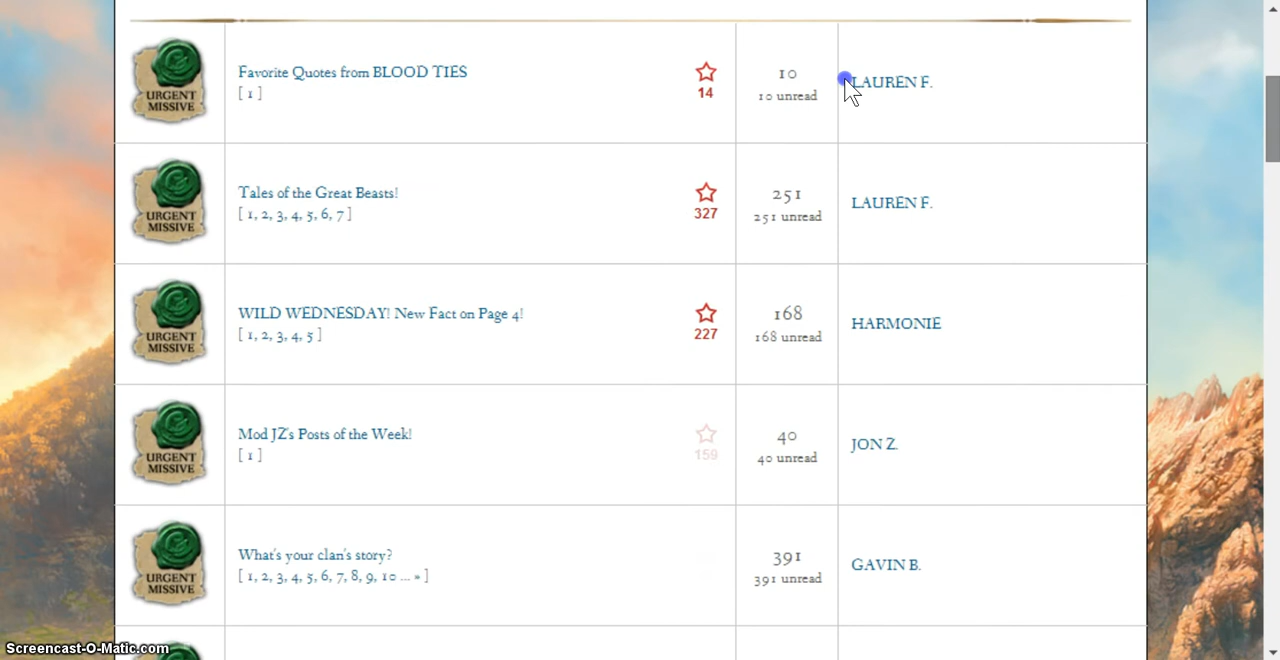 URGENT
MISSIVE
Favorite Quotes from BLOOD TIES
[ 1 ]
14
10
10 unread
LAUREN F.
URGENT
MISSIVE
Tales of the Great Beasts!
[ 1, 2, 3, 4, 5, 6, 7 ]
327
251
251 unread
LAUREN F.
URGENT
MISSIVE
WILD WEDNESDAY! New Fact on Page 4!
[ 1, 2, 3, 4, 5 ]
227
168
168 unread
HARMONIE
URGENT
MISSIVE
Mod JZ's Posts of the Week!
[ 1 ]
159
40
40 unread
JON Z.
URGENT
MISSIVE
What's your clan's story?
[ 1, 2, 3, 4, 5, 6, 7, 8, 9, 10 ... » ]
391
391 unread
GAVIN B.
Screencast-O-Matic.com